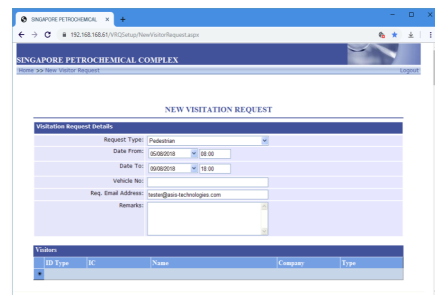 SINGAPORE PETROCHEMICAL
192.168.168.61/VRQSetup/NewVisitorRequest.aspx
SINGAPORE PETROCHEMICAL COMPLEX
Home >> New Visitor Request
Logout
NEW VISITATION REQUEST
Visitation Request Details
Request Type: Pedestrian
Date From: 05/08/2018 08:00
Date To: 09/08/2018 18:00
Vehicle No:
Req. Email Address: tester@asis-technologies.com
Remarks:
Visitors
ID Type IC Name Company Type
*